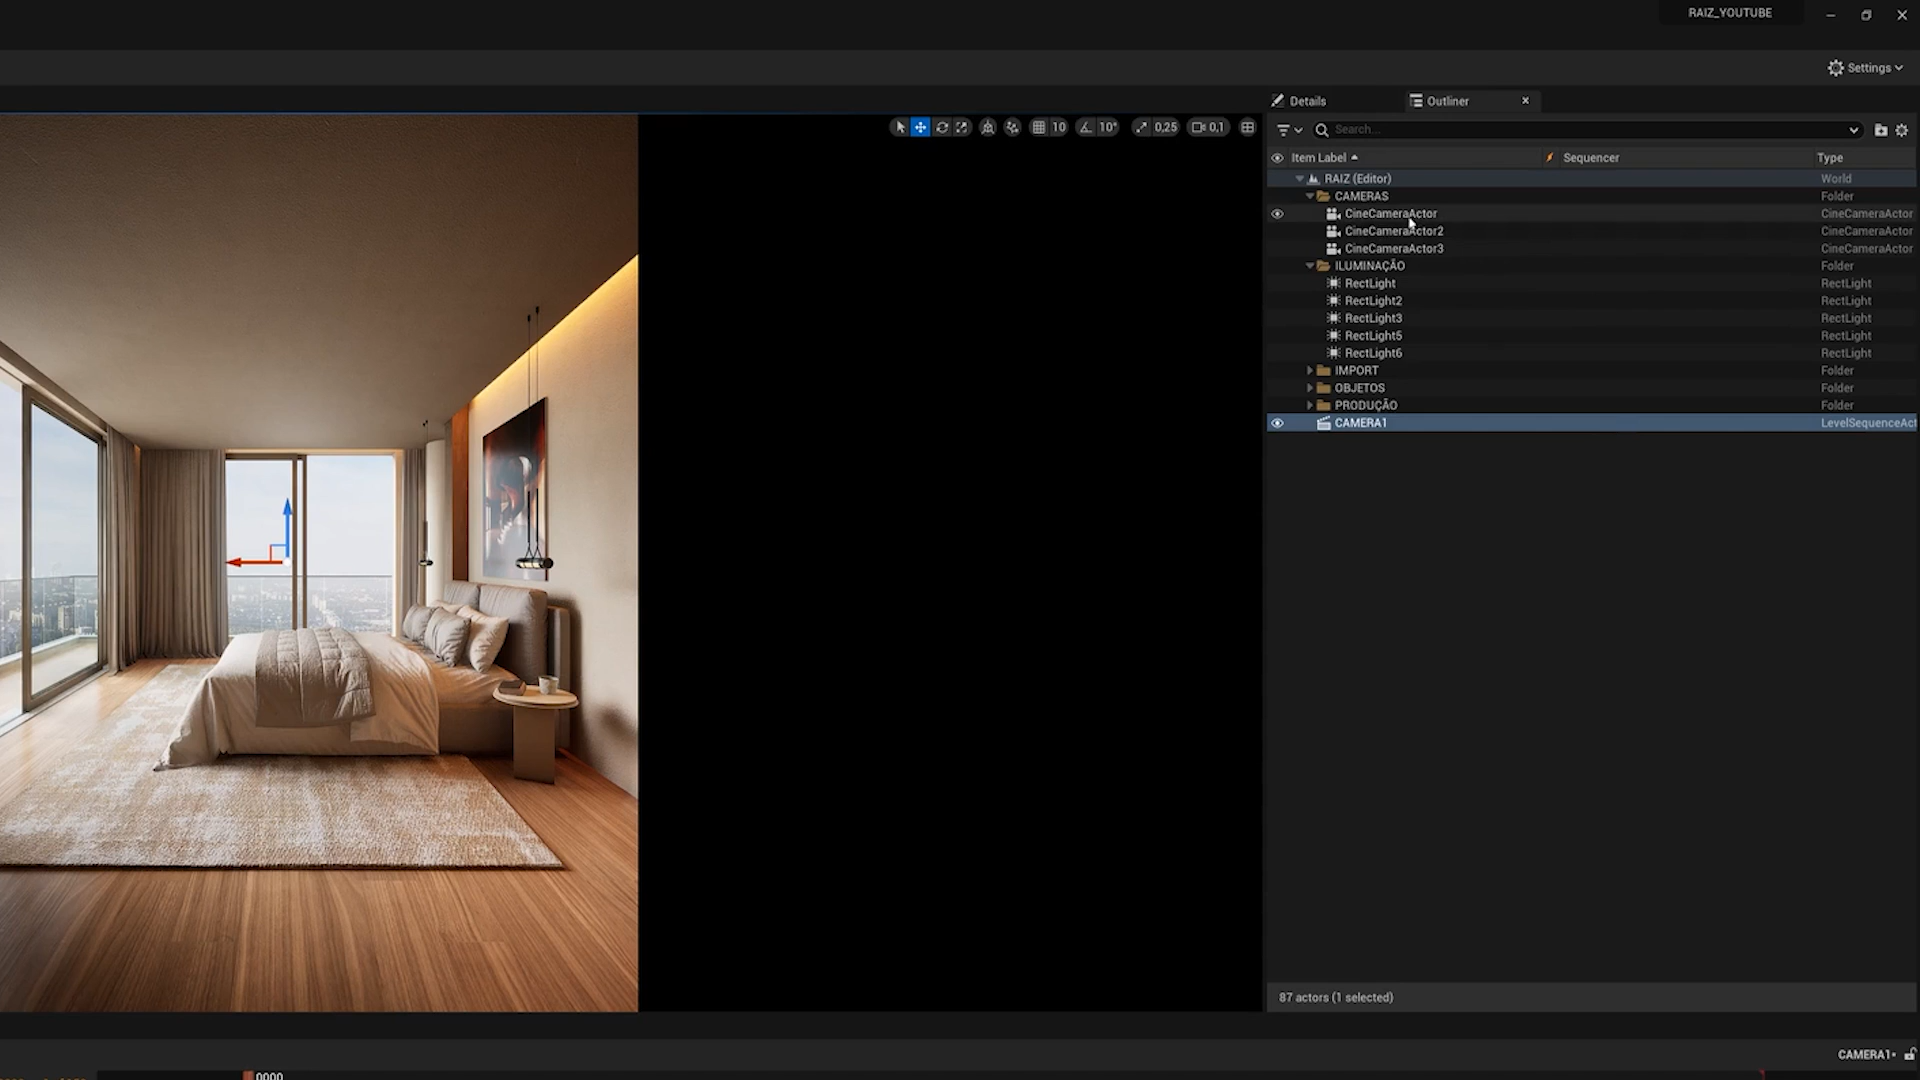 RAIZ_YOUTUBE
Settings
Details
Outliner
10
10°
0,25
0,1
Search...
Item Label
Sequencer
Type
RAIZ (Editor)
World
CAMERAS
Folder
CineCameraActor
CineCameraActor
CineCameraActor2
CineCameraActor
CineCameraActor3
CineCameraActor
ILUMINAÇÃO
Folder
RectLight
RectLight
RectLight2
RectLight
RectLight3
RectLight
RectLight5
RectLight
RectLight6
RectLight
IMPORT
Folder
OBJETOS
Folder
PRODUÇÃO
Folder
CAMERA1
LevelSequenceAct
87 actors (1 selected)
CAMERA1•
0000